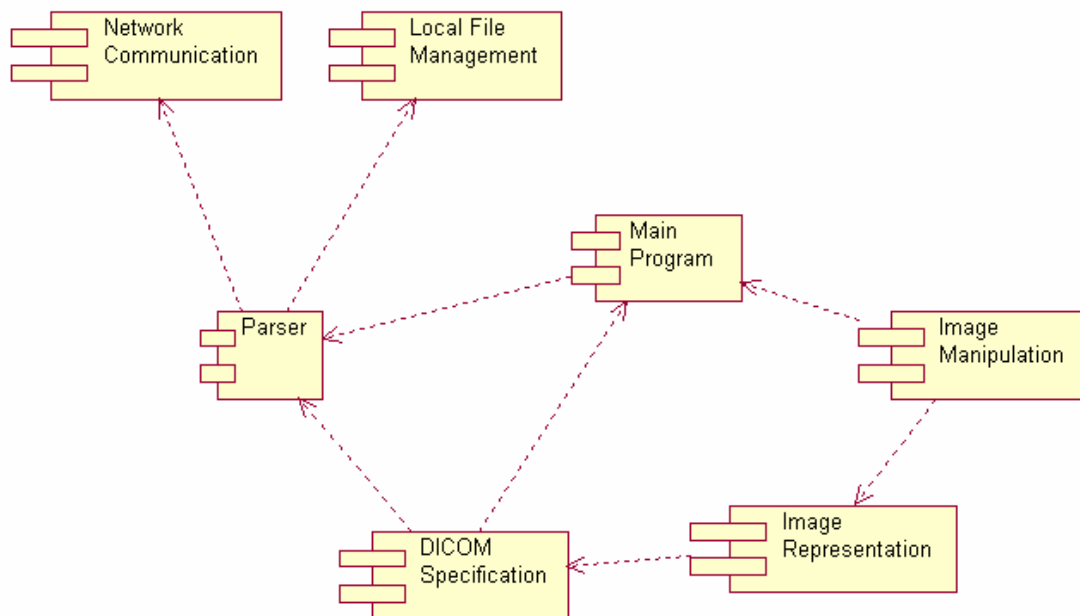 Network
Communication
Local File
Management
Main
Program
Parser
Image
Manipulation
Image
Representation
DICOM
Specification